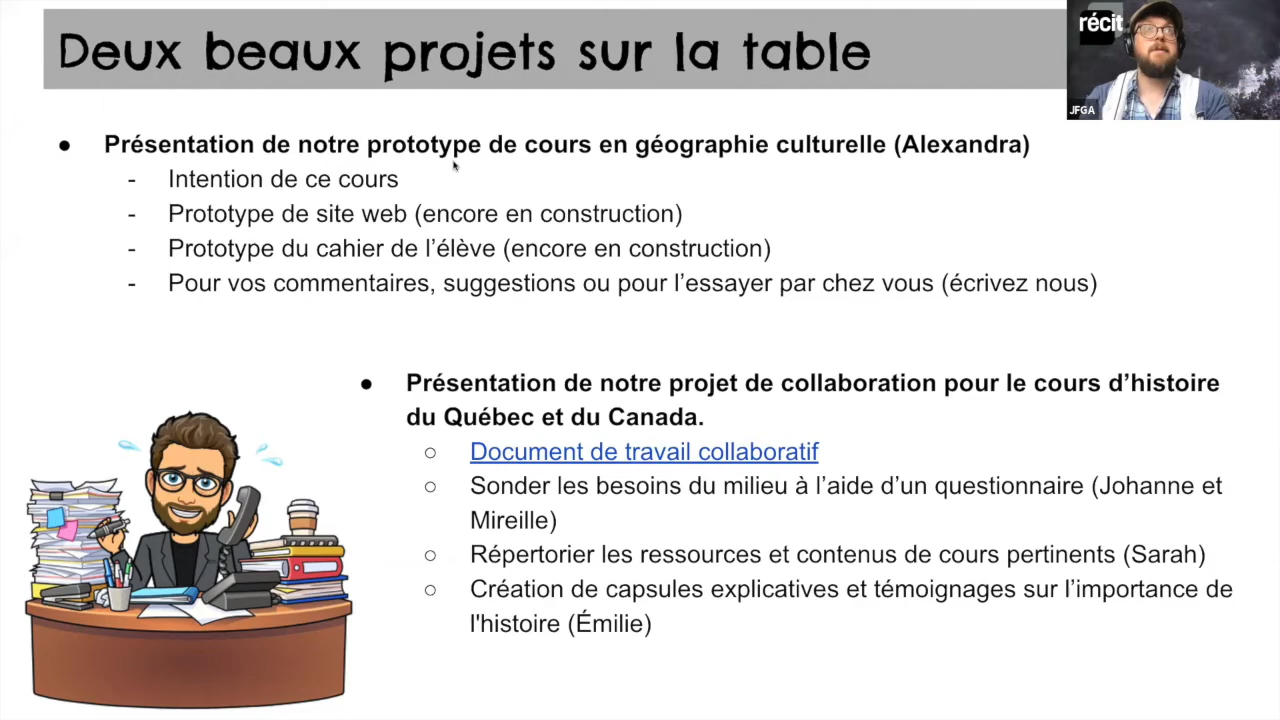 Deux beaux projets sur la table
récit
JFGA
● Présentation de notre prototype de cours en géographie culturelle (Alexandra)
- Intention de ce cours
- Prototype de site web (encore en construction)
- Prototype du cahier de l’élève (encore en construction)
- Pour vos commentaires, suggestions ou pour l’essayer par chez vous (écrivez nous)
● Présentation de notre projet de collaboration pour le cours d’histoire
du Québec et du Canada.
○ Document de travail collaboratif
○ Sonder les besoins du milieu à l’aide d’un questionnaire (Johanne et
Mireille)
○ Répertorier les ressources et contenus de cours pertinents (Sarah)
○ Création de capsules explicatives et témoignages sur l’importance de
l'histoire (Émilie)